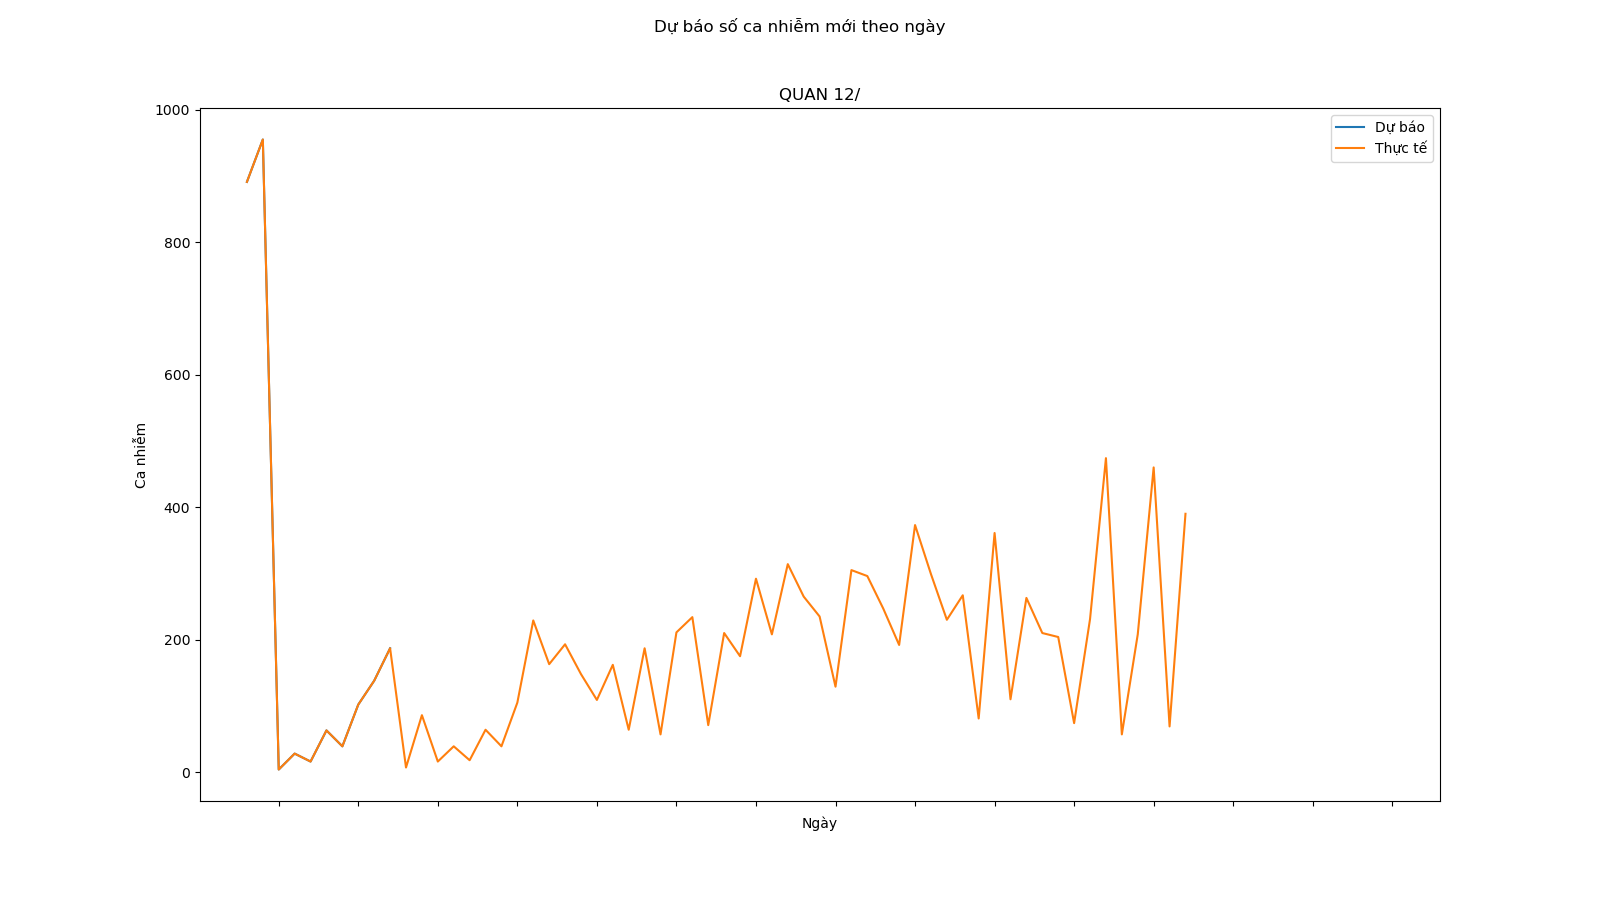 Dự báo số ca nhiễm mới theo ngày
QUAN 12/
1000
800
600
400
200
0
Ca nhiễm
Dự báo
Thực tế
Ngày